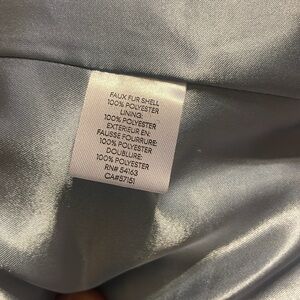 FAUX FUR SHELL
100% POLYESTER
LINING:
100% POLYESTER
EXTERIEUR EN:
FAUSSE FOURRURE:
100% POLYESTER
DOUBLURE:
100% POLYESTER
RN# 54163
CA#57151